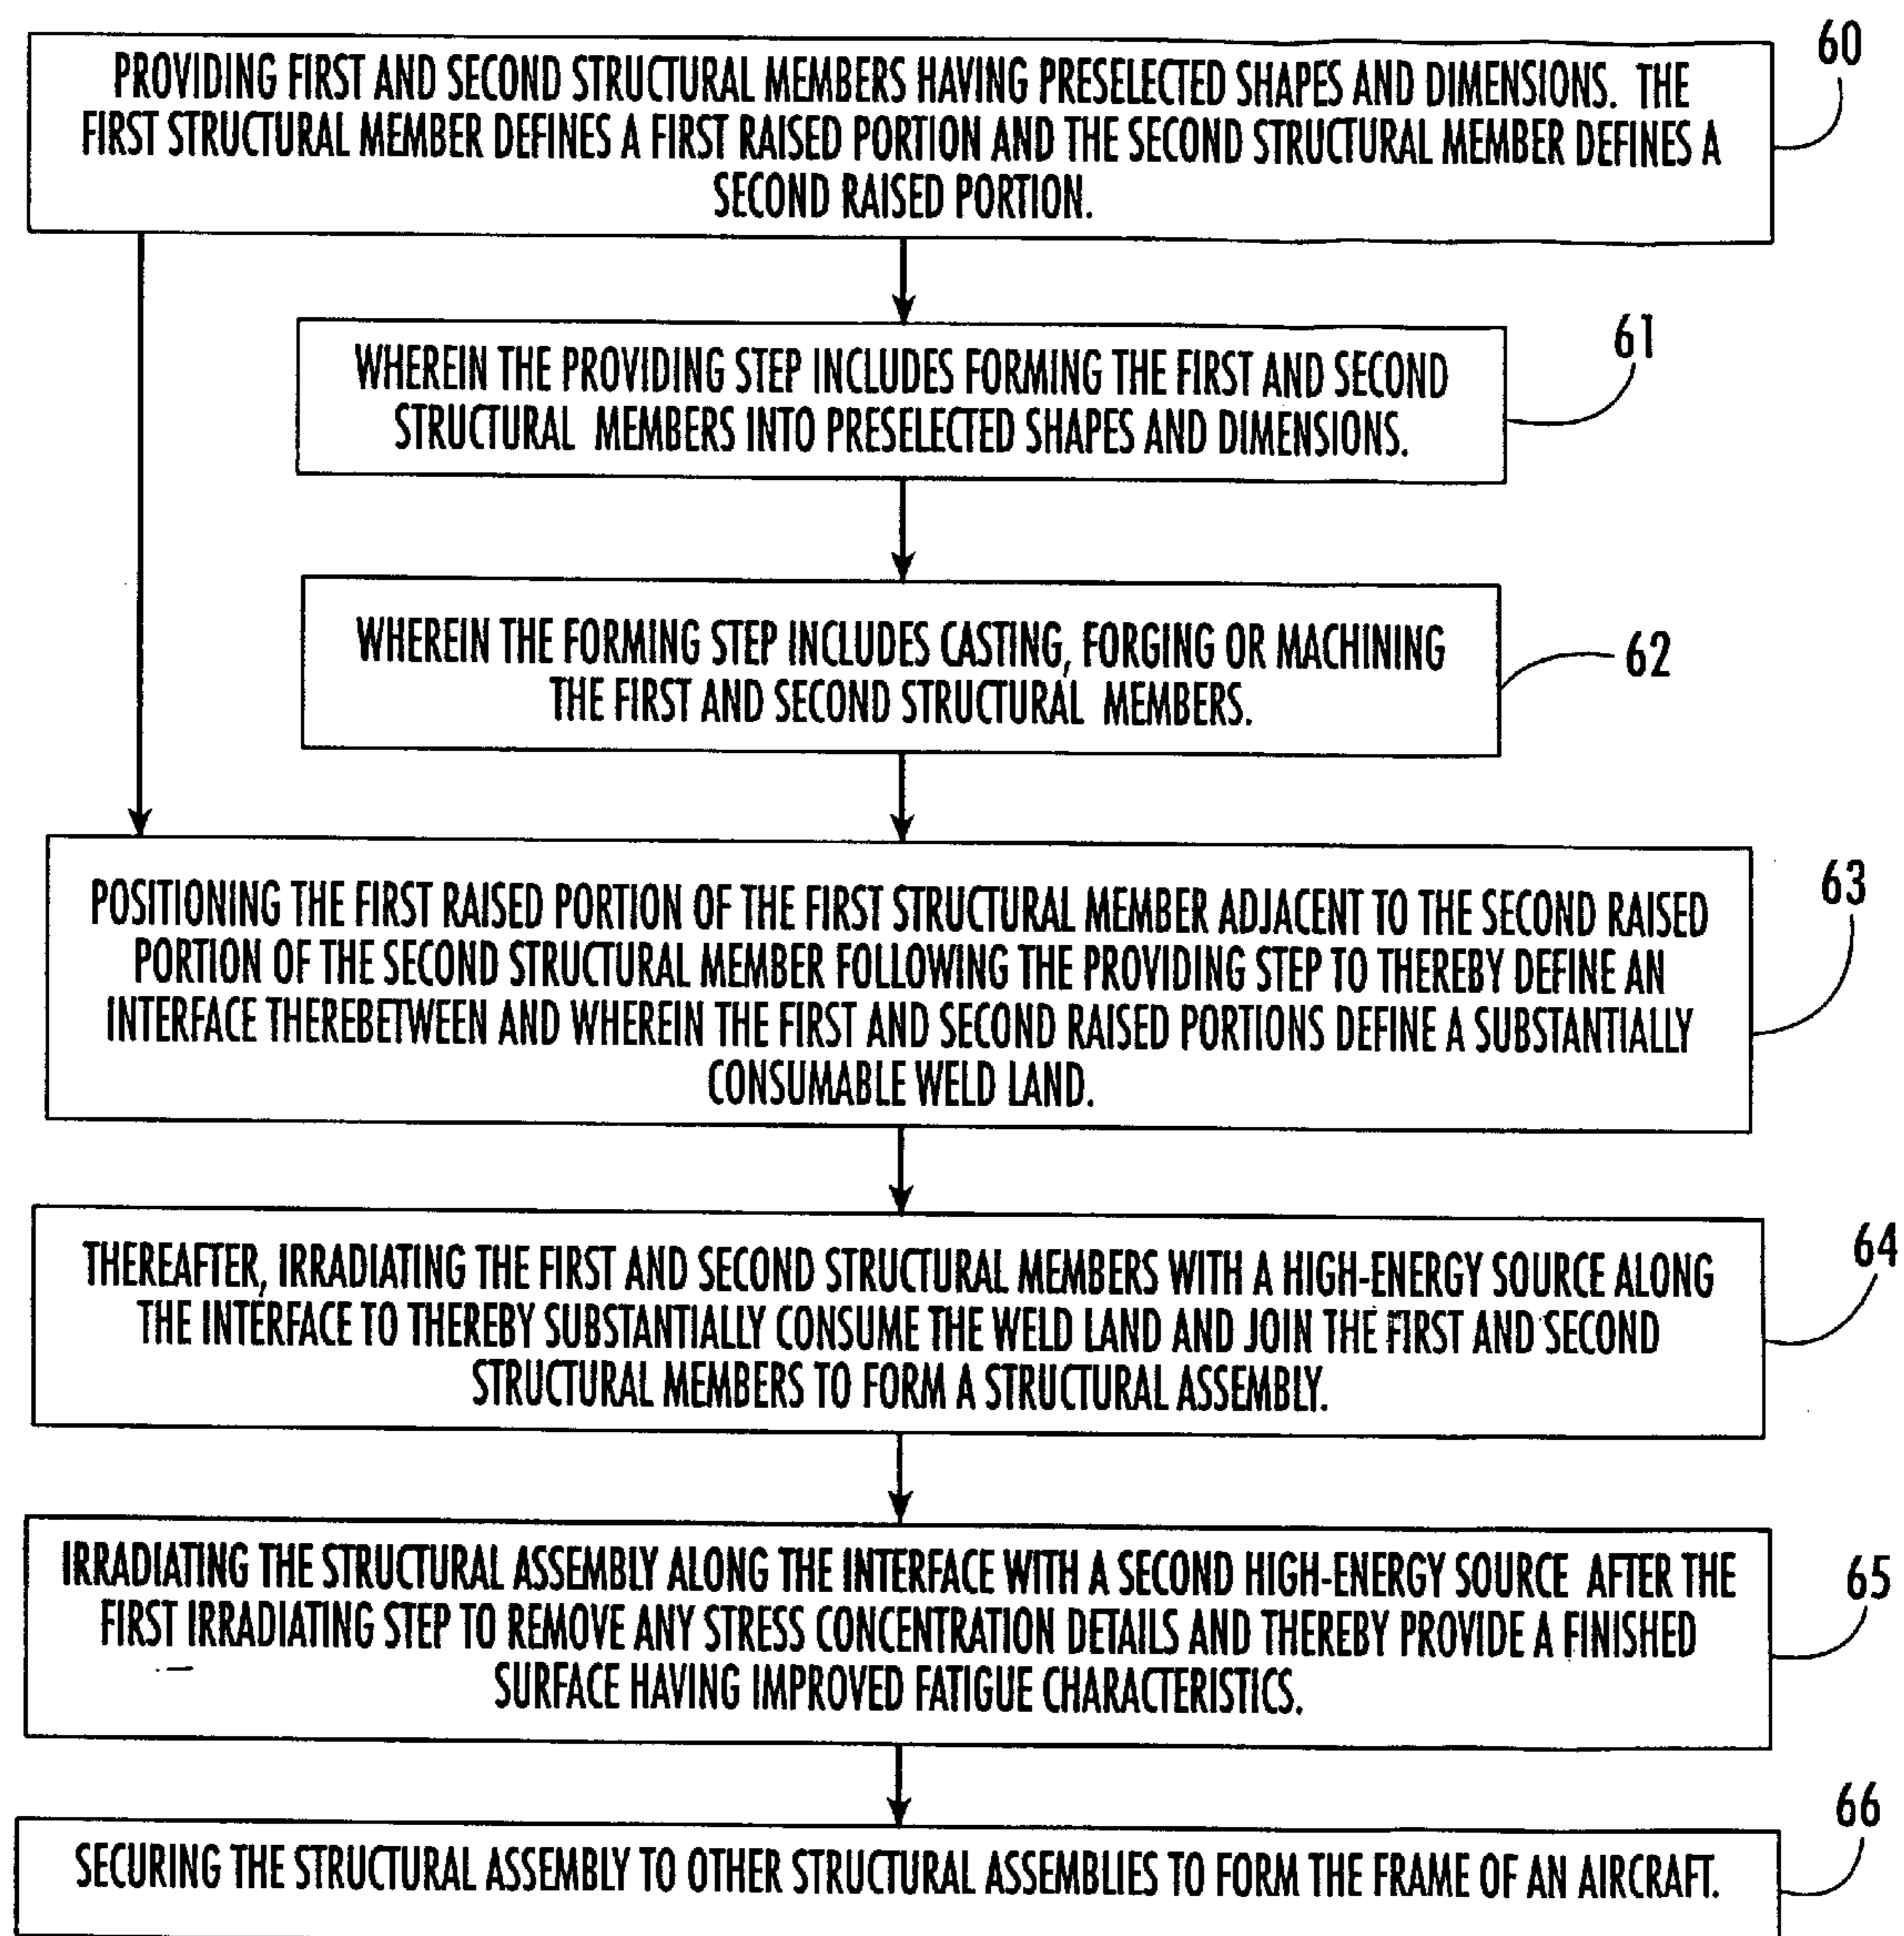 60
PROVIDING FIRST AND SECOND STRUCTURAL MEMBERS HAVING PRESELECTED SHAPES AND DIMENSIONS. THE
FIRST STRUCTURAL MEMBER DEFINES A FIRST RAISED PORTION AND THE SECOND STRUCTURAL MEMBER DEFINES A
SECOND RAISED PORTION.
61
WHEREIN THE PROVIDING STEP INCLUDES FORMING THE FIRST AND SECOND
STRUCTURAL MEMBERS INTO PRESELECTED SHAPES AND DIMENSIONS.
WHEREIN THE FORMING STEP INCLUDES CASTING, FORGING OR MACHINING
THE FIRST AND SECOND STRUCTURAL MEMBERS.
62
63
POSITIONING THE FIRST RAISED PORTION OF THE FIRST STRUCTURAL MEMBER ADJACENT TO THE SECOND RAISED
PORTION OF THE SECOND STRUCTURAL MEMBER FOLLOWING THE PROVIDING STEP TO THEREBY DEFINE AN
INTERFACE THEREBETWEEN AND WHEREIN THE FIRST AND SECOND RAISED PORTIONS DEFINE A SUBSTANTIALLY
CONSUMABLE WELD LAND.
64
THEREAFTER, IRRADIATING THE FIRST AND SECOND STRUCTURAL MEMBERS WITH A HIGH-ENERGY SOURCE ALONG
THE INTERFACE TO THEREBY SUBSTANTIALLY CONSUME THE WELD LAND AND JOIN THE FIRST AND SECOND
STRUCTURAL MEMBERS TO FORM A STRUCTURAL ASSEMBLY.
65
IRRADIATING THE STRUCTURAL ASSEMBLY ALONG THE INTERFACE WITH A SECOND HIGH-ENERGY SOURCE AFTER THE
FIRST IRRADIATING STEP TO REMOVE ANY STRESS CONCENTRATION DETAILS AND THEREBY PROVIDE A FINISHED
SURFACE HAVING IMPROVED FATIGUE CHARACTERISTICS.
66
SECURING THE STRUCTURAL ASSEMBLY TO OTHER STRUCTURAL ASSEMBLIES TO FORM THE FRAME OF AN AIRCRAFT.